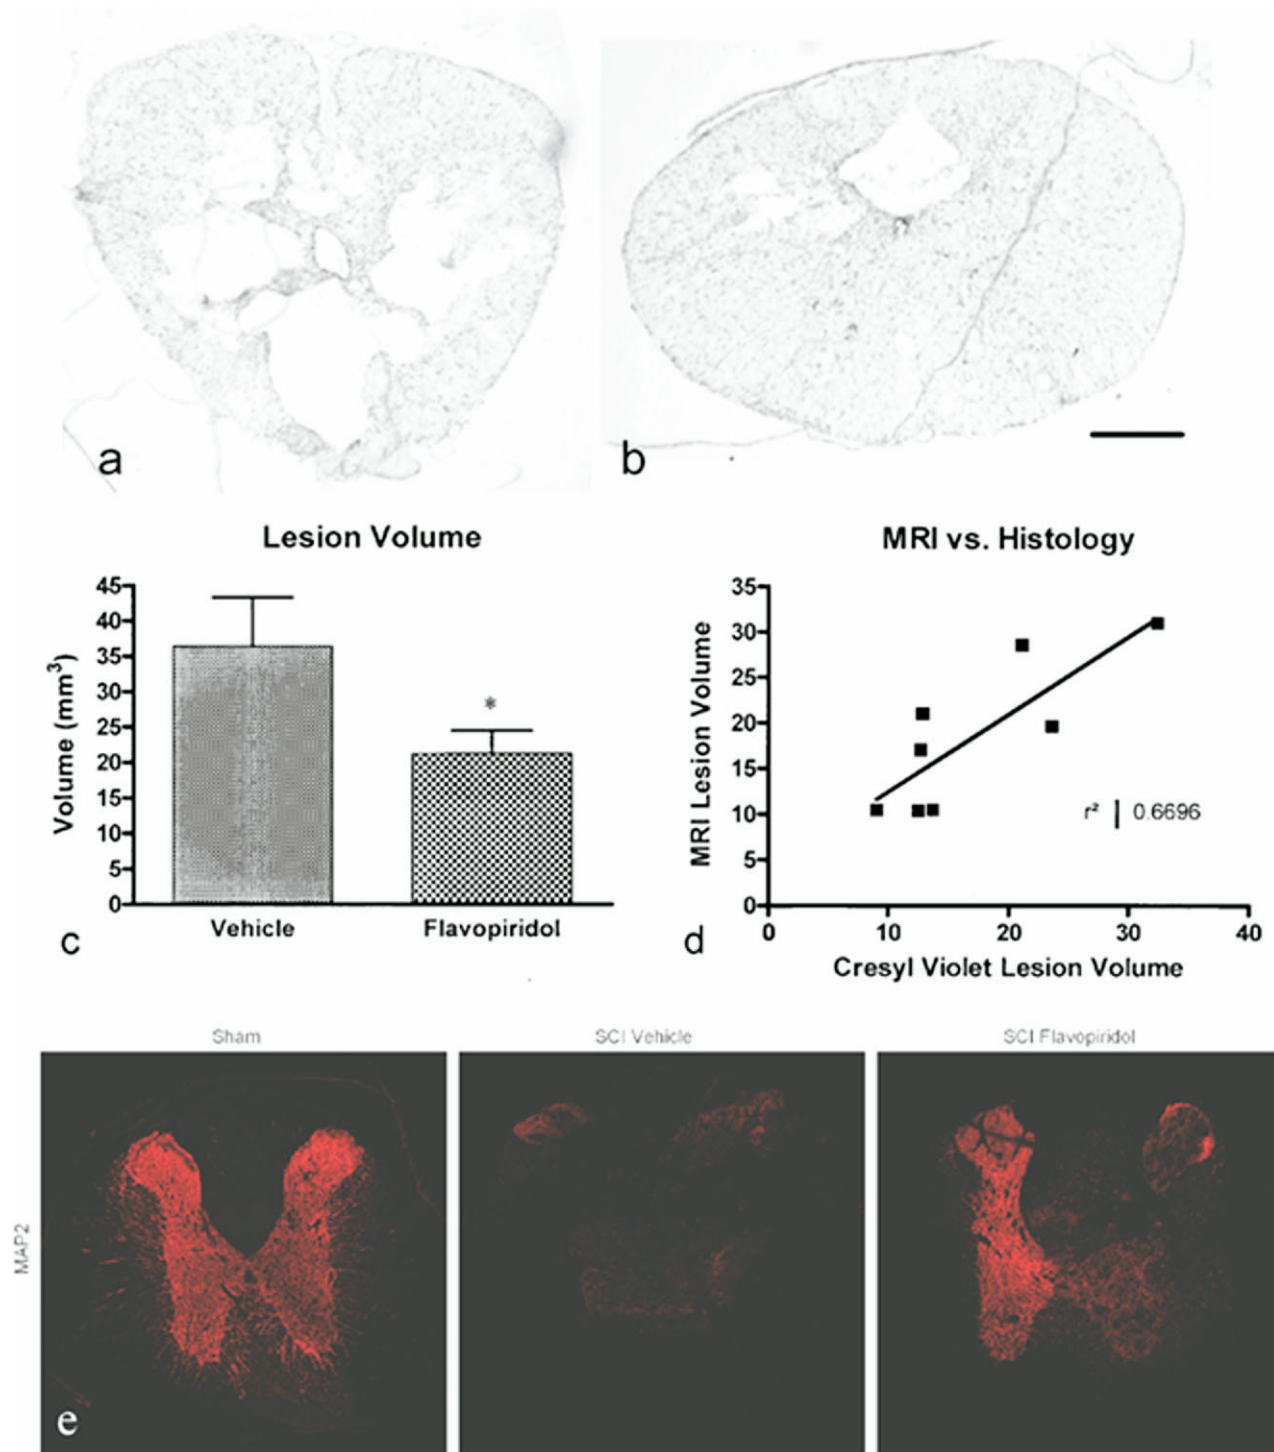 a
b
Lesion Volume
Volume (mm³)
45
40
35
30
25
20
15
10
5
0
*
Vehicle
Flavopiridol
c
MRI vs. Histology
MRI Lesion Volume
35
30
25
20
15
10
5
0
r² | 0.6696
0
10
20
30
40
Cresyl Violet Lesion Volume
d
Sham
SCI Vehicle
SCI Flavopiridol
MAP2
e